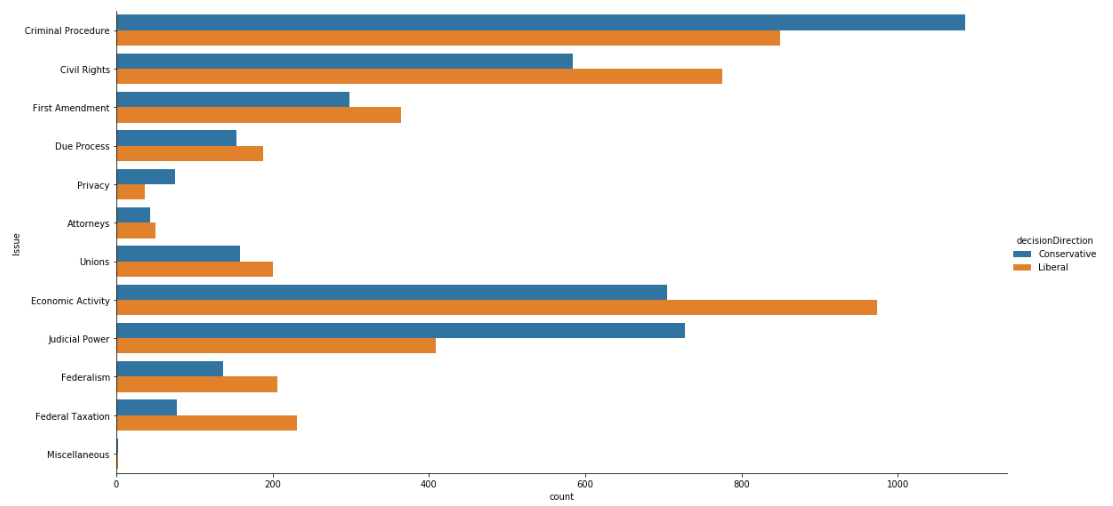 Criminal Procedure
Civil Rights
First Amendment
Due Process
Privacy
Attorneys
Unions
Economic Activity
Judicial Power
Federalism
Federal Taxation
Miscellaneous
Issue
0 200 400 600 800 1000
count
decisionDirection
Conservative
Liberal